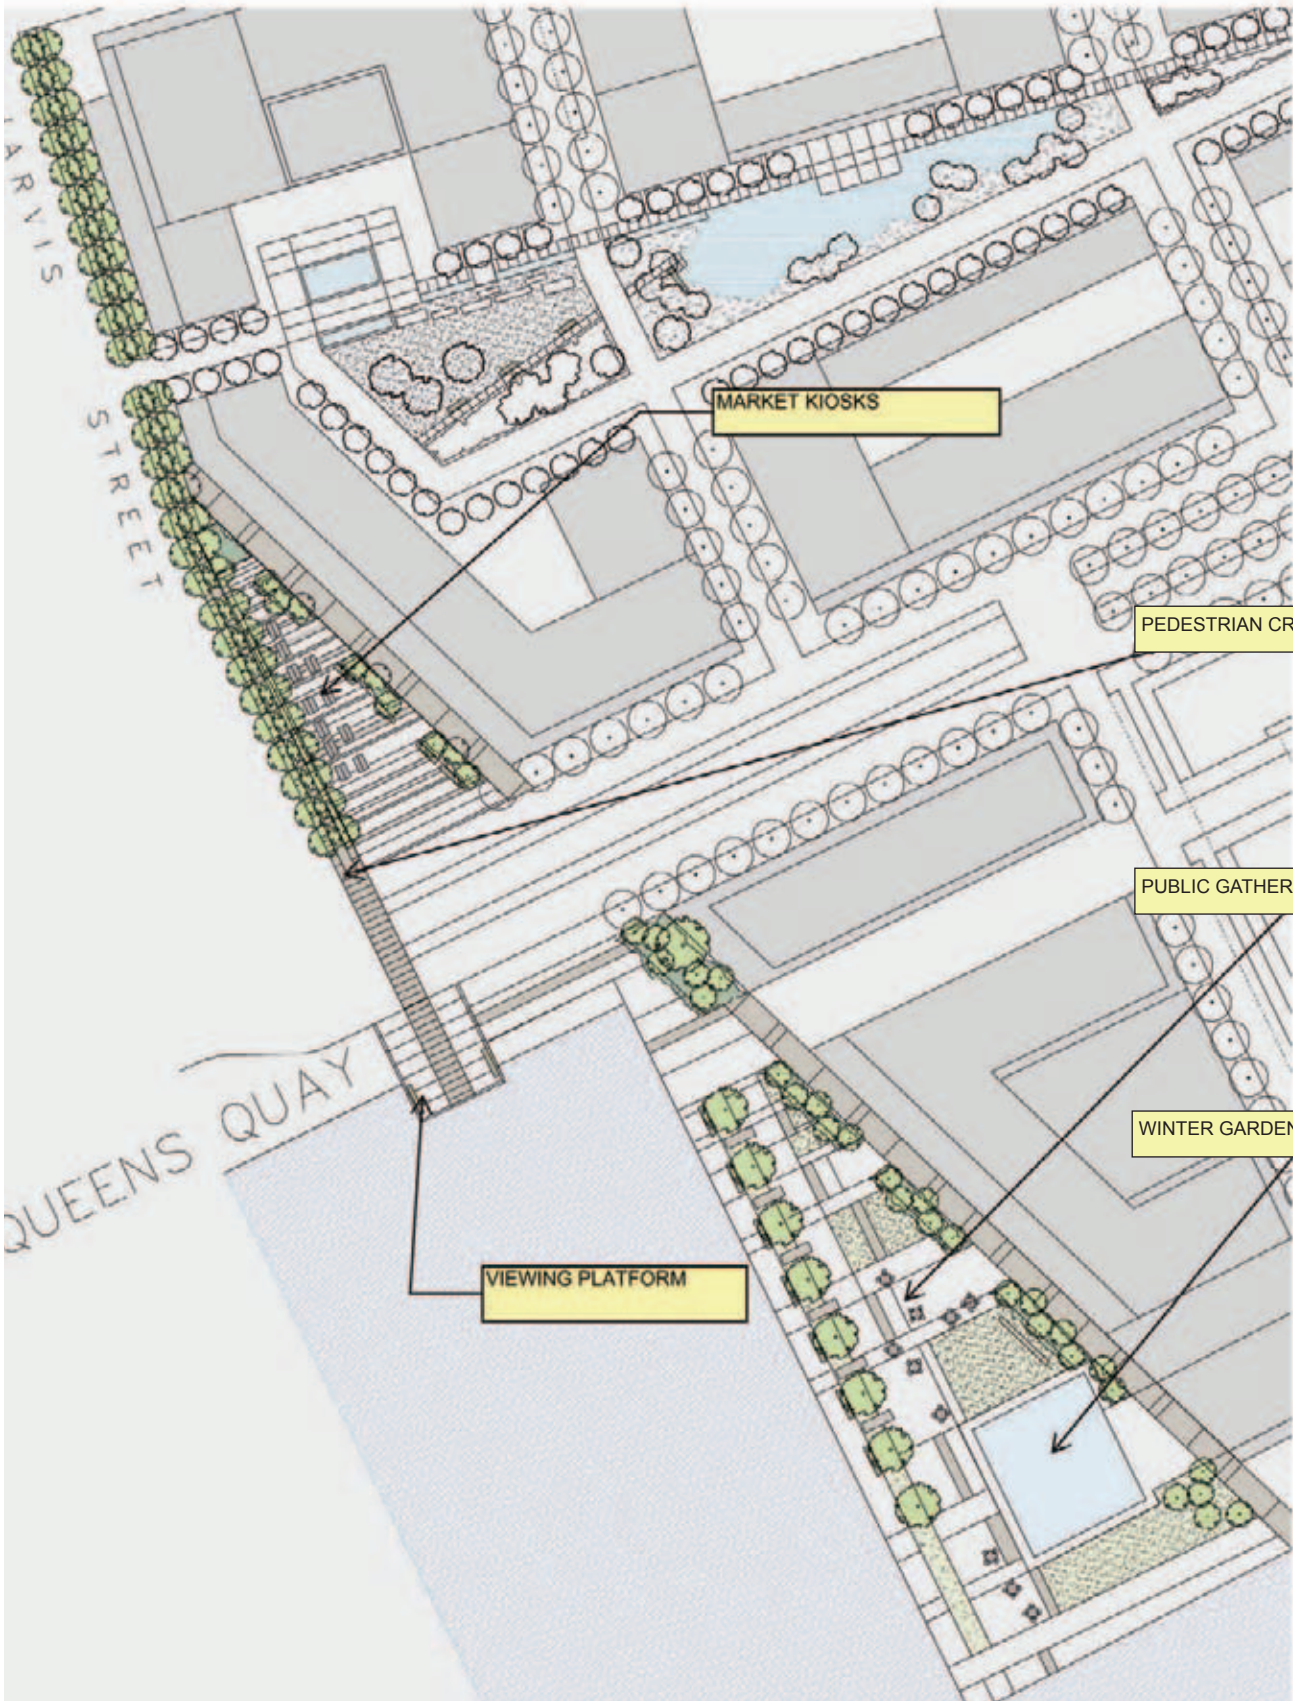 JARVIS
STREET
MARKET KIOSKS
PEDESTRIAN CR
PUBLIC GATHER
WINTER GARDEN
QUEENS QUAY
VIEWING PLATFORM